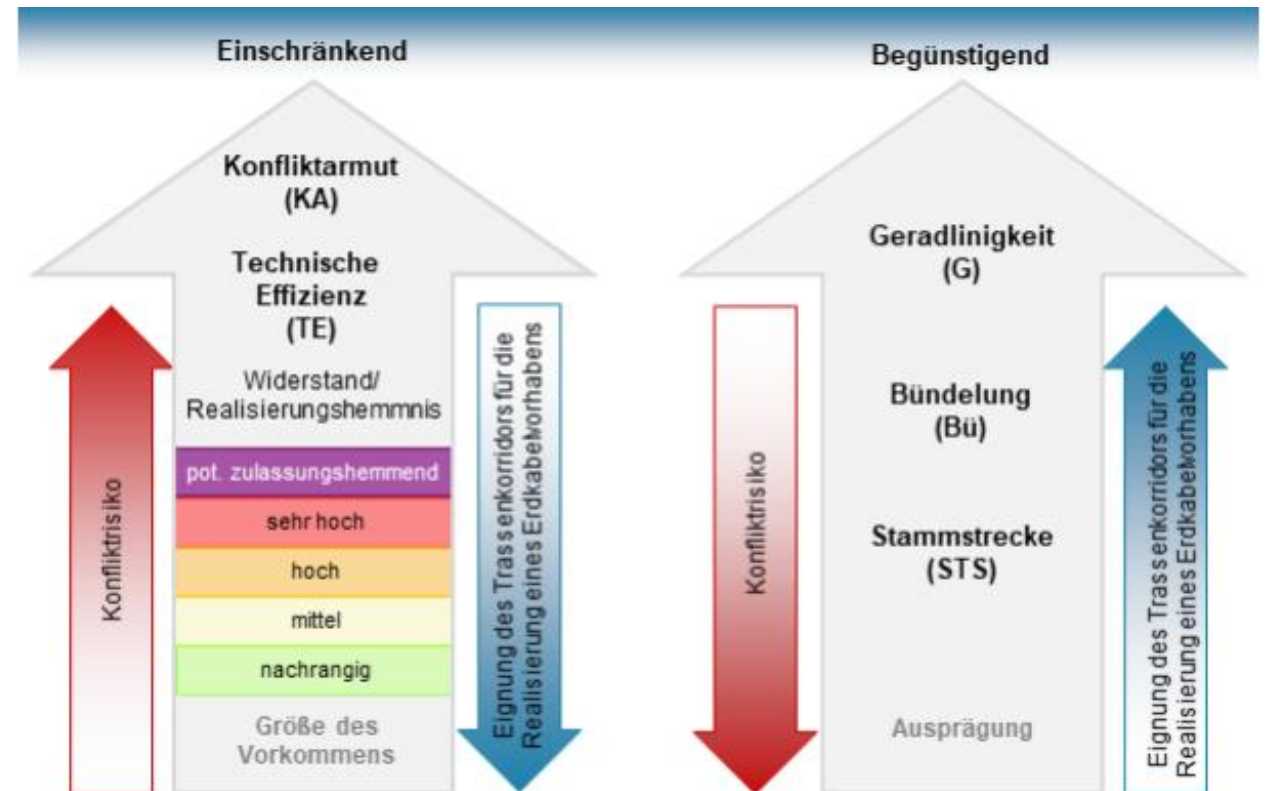 Einschränkend
Konfliktarmut
(KA)
Technische
Effizienz
(TE)
Widerstand/
Realisierungshemmnis
pot. zulassungshemmend
sehr hoch
hoch
mittel
nachrangig
Größe des
Vorkommens
Konfliktrisiko
Eignung des Trassenkorridors für die
Realisierung eines Erdkabelvorhabens
Begünstigend
Geradlinigkeit
(G)
Bündelung
(Bü)
Stammstrecke
(STS)
Ausprägung
Konfliktrisiko
Eignung des Trassenkorridors für die
Realisierung eines Erdkabelvorhabens